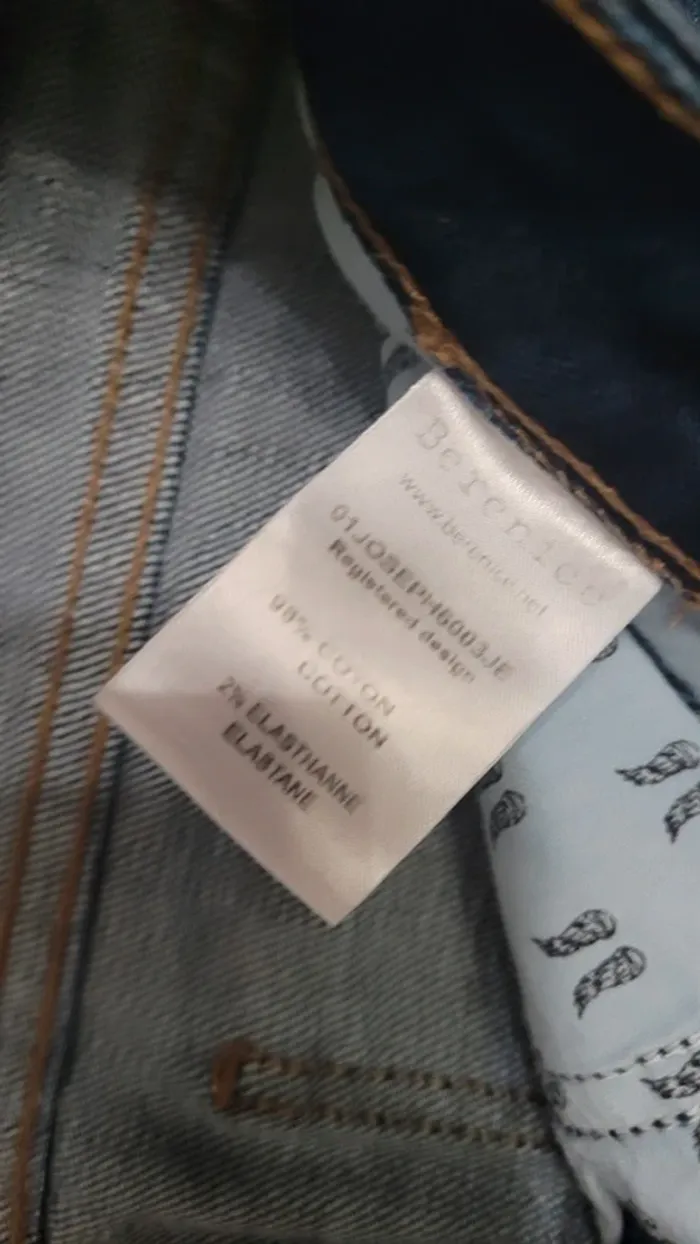 Berenice
www.berenice.net
01JOSEPH6003JE
Registered design
98% COTON
COTTON
2% ELASTHANNE
ELASTANE